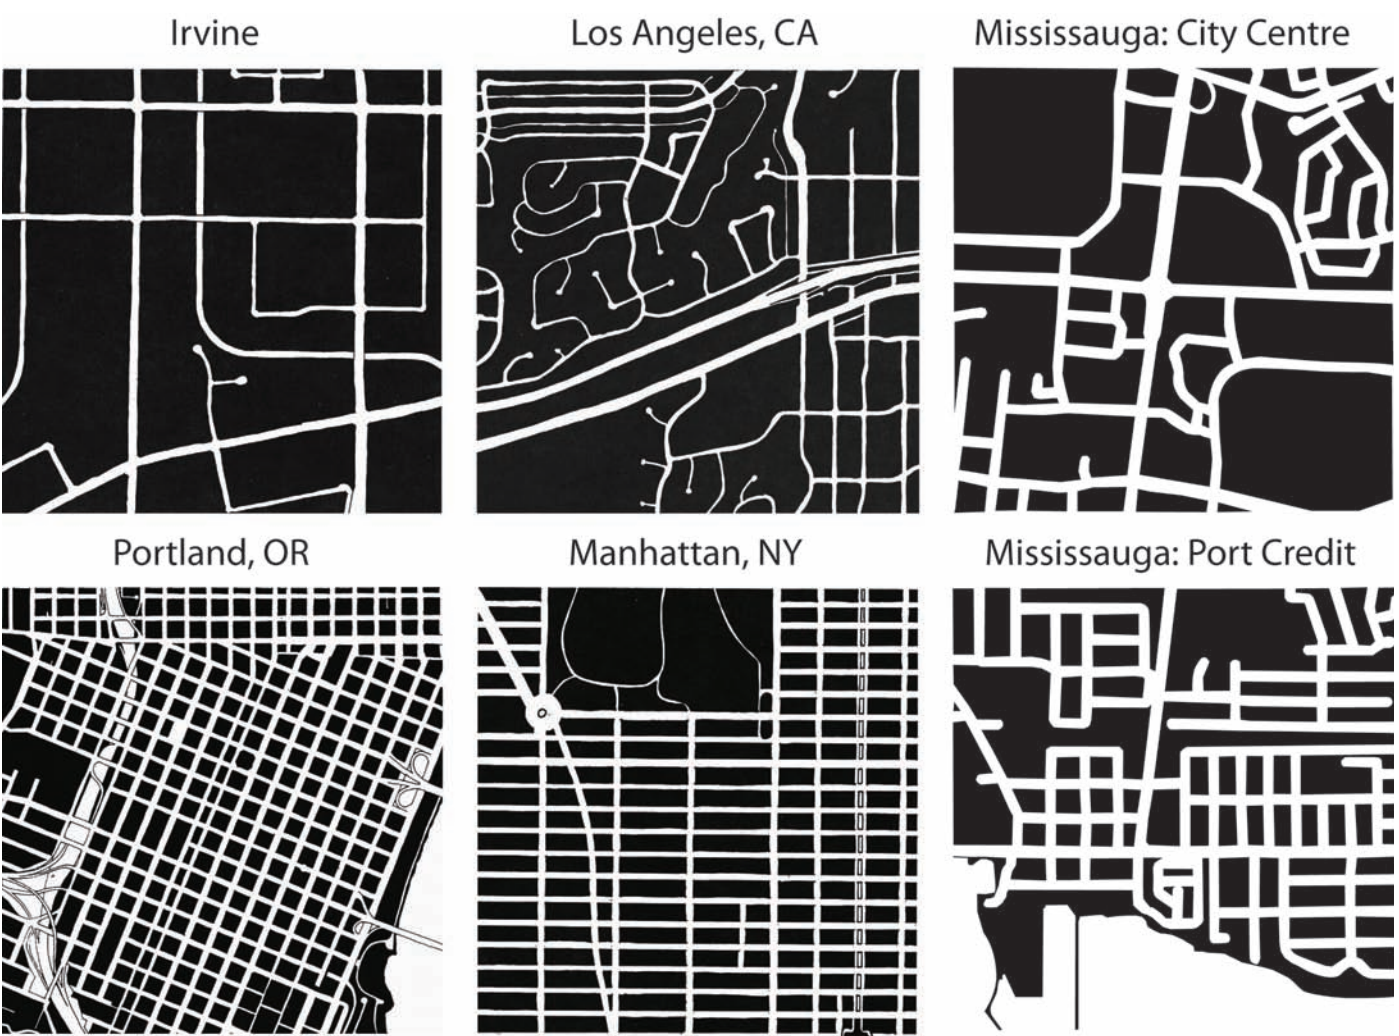 Irvine
Los Angeles, CA
Mississauga: City Centre
Portland, OR
Manhattan, NY
Mississauga: Port Credit